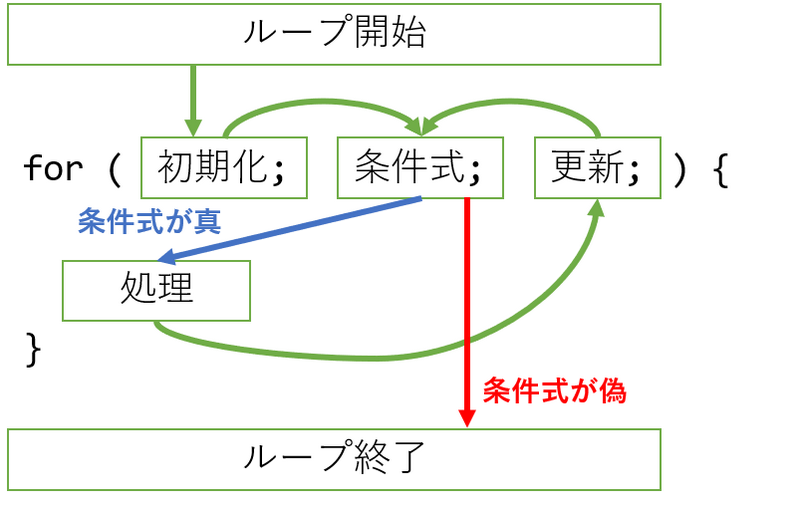 ループ開始
for ( 初期化; 条件式; 更新; ) {
条件式が真
処理
}
条件式が偽
ループ終了